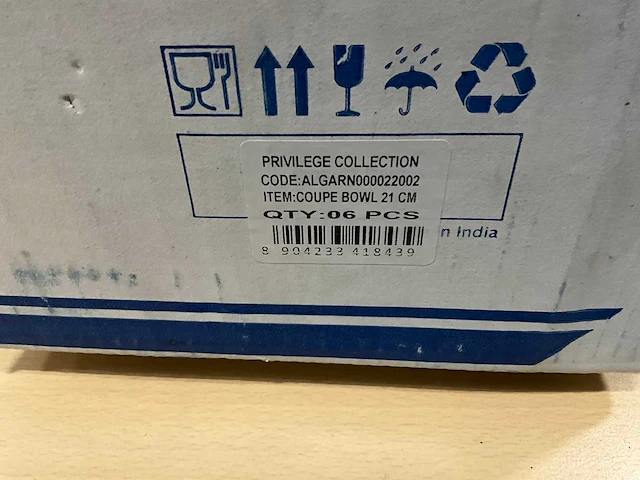 PRIVILEGE COLLECTION
CODE:ALGARN000022002
ITEM:COUPE BOWL 21 CM
QTY:06 PCS
n India
8 904233 418439